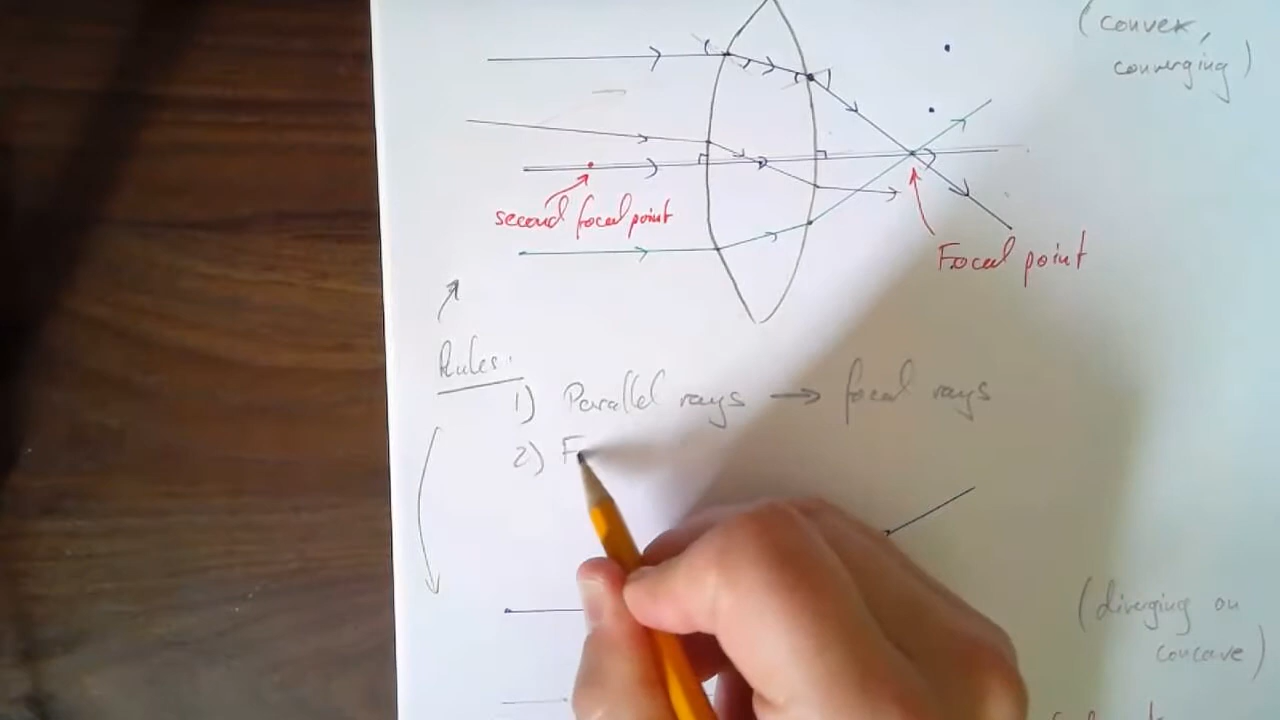 (convex,
converging)
second focal point
Focal point
Rules:
1) Parallel rays → focal rays
2) F
(diverging or
concave)